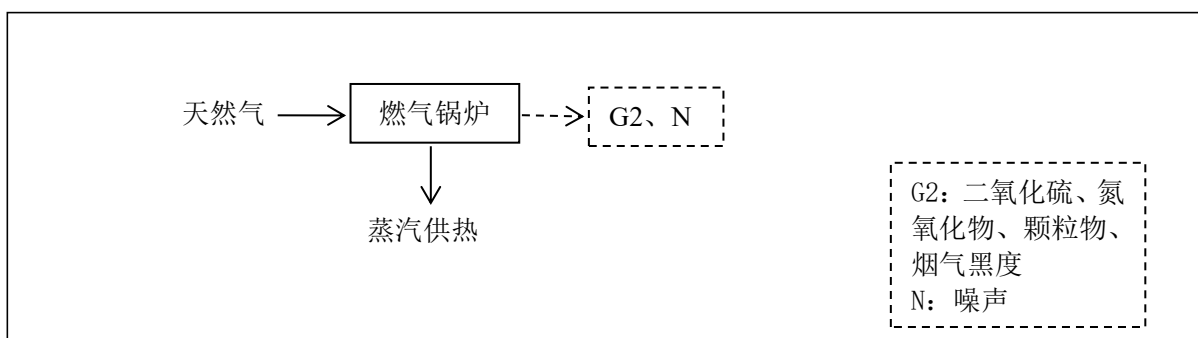 天然气
燃气锅炉
G2、N
蒸汽供热
G2：二氧化硫、氮
氧化物、颗粒物、
烟气黑度
N：噪声